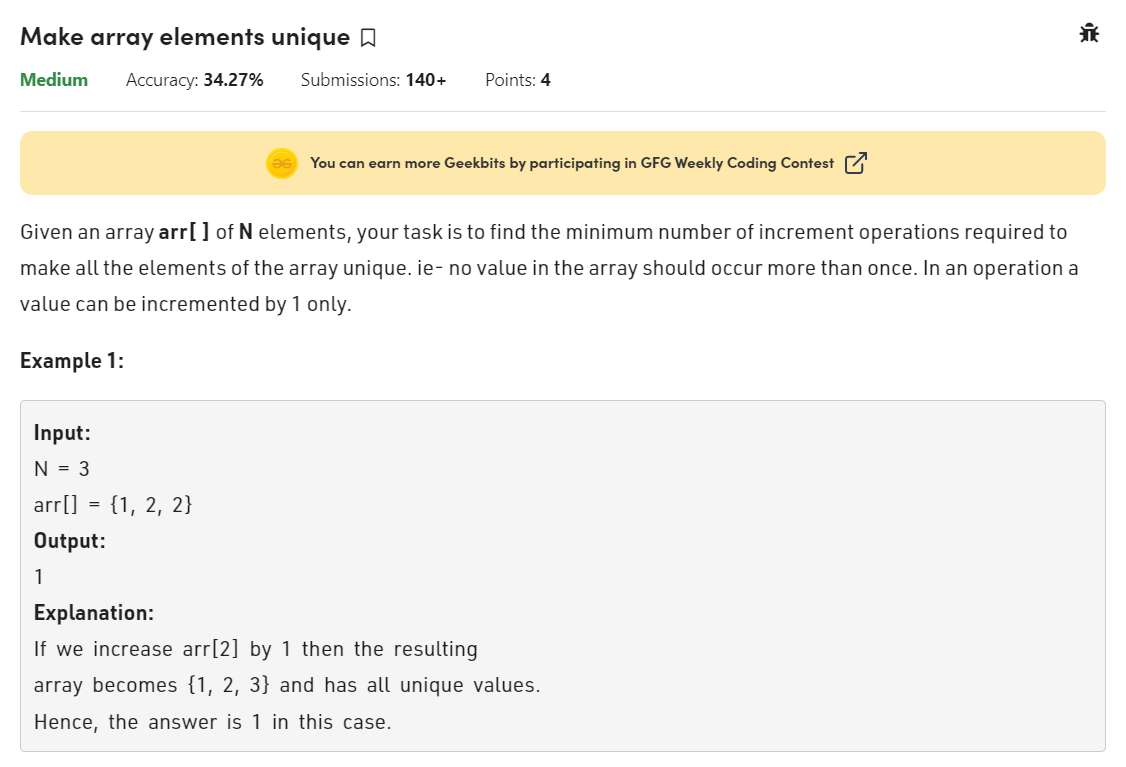 Make array elements unique
Medium Accuracy: 34.27% Submissions: 140+ Points: 4
You can earn more Geekbits by participating in GFG Weekly Coding Contest
Given an array arr[ ] of N elements, your task is to find the minimum number of increment operations required to
make all the elements of the array unique. ie- no value in the array should occur more than once. In an operation a
value can be incremented by 1 only.
Example 1:
Input:
N = 3
arr[] = {1, 2, 2}
Output:
1
Explanation:
If we increase arr[2] by 1 then the resulting
array becomes {1, 2, 3} and has all unique values.
Hence, the answer is 1 in this case.